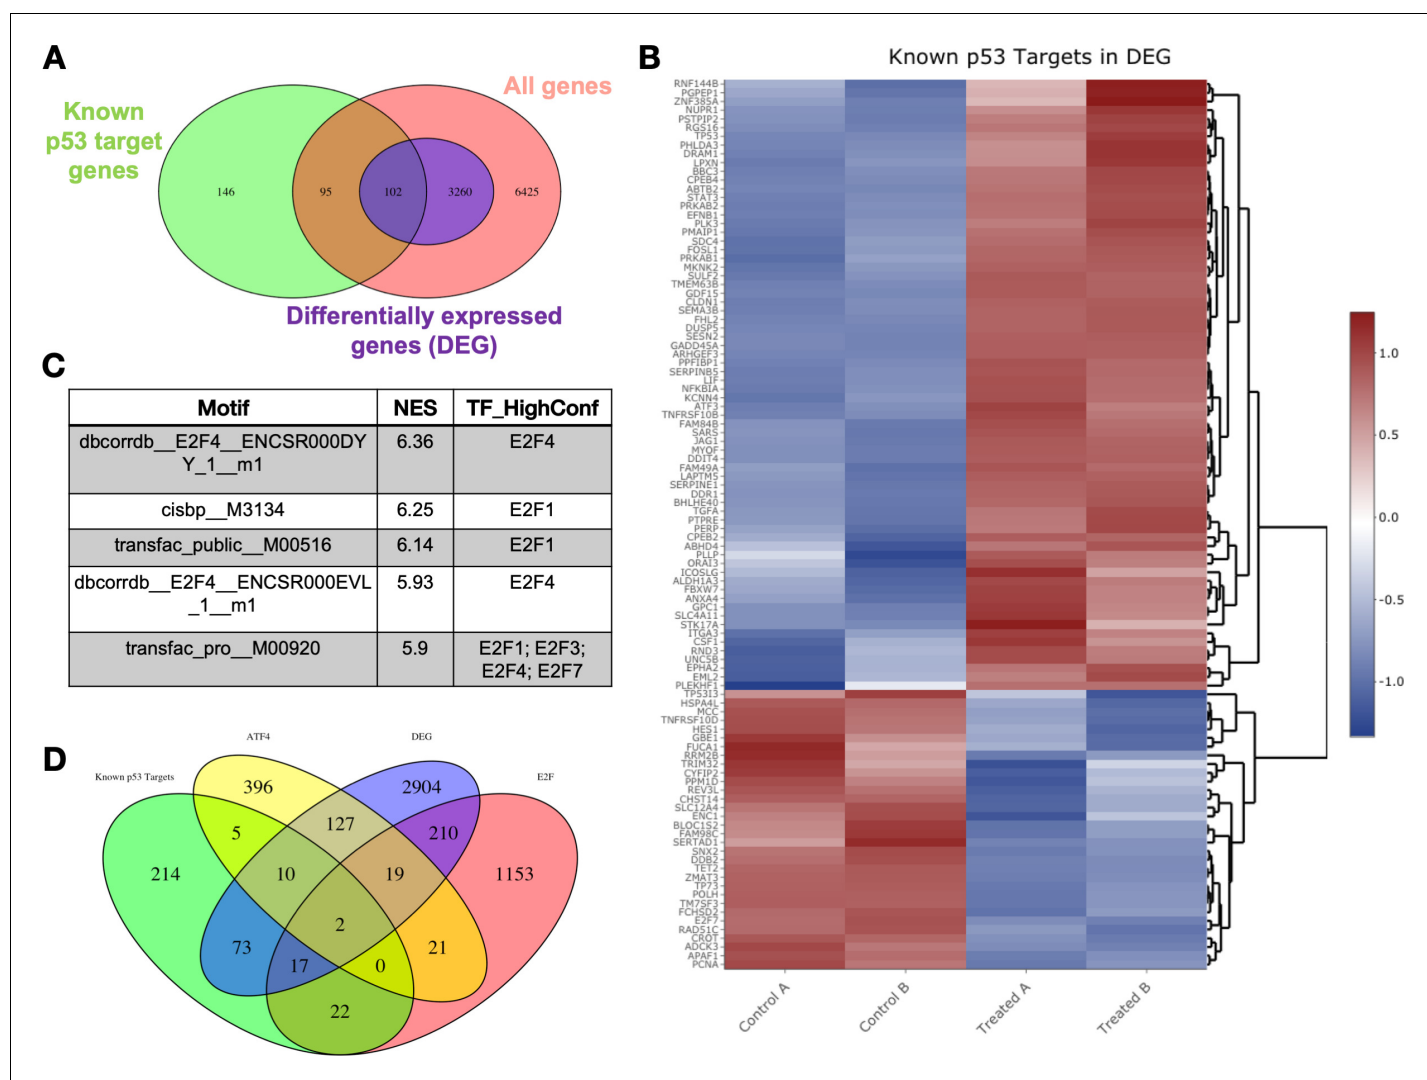 A
Known
p53 target
genes
All genes
146
95
102
3260
6425
Differentially expressed
genes (DEG)
B
Known p53 Targets in DEG
RNF144B
PGPEP1
ZNF385A
NUPR1
PSTPIP2
RGS16
TP53
PHLDA3
DRAM1
LPXN
BBC3
CPEB4
ABTB2
STAT3
PRKAB2
EFNB1
PLK3
PMAIP1
SDC4
FOSL1
PRKAB1
MKNK2
SULF2
TMEM63B
GDF15
CLDN1
SEMA3B
FHL2
DUSP5
SESN2
GADD45A
ARHGEF3
PPFIBP1
SERPINB5
LIF
NFKBIA
KCNN4
ATF3
TNFRSF10B
FAM84B
SARS
JAG1
MYOF
DDIT4
FAM49A
LAPTM5
SERPINE1
DDR1
BHLHE40
TGFA
PTPRE
PERP
CPEB2
ABHD4
PLLP
ORAI3
ICOSLG
ALDH1A3
FBXW7
ANXA4
GPC1
SLC4A11
STK17A
ITGA3
CSF1
RND3
UNC5B
EPHA2
EML2
PLEKHF1
TP53I3
HSPA4L
MCC
TNFRSF10D
HES1
GBE1
FUCA1
RRM2B
TRIM32
CYFIP2
PPM1D
REV3L
CHST14
SLC12A4
ENC1
BLOC1S2
FAM98C
SERTAD1
SNX2
DDB2
TET2
ZMAT3
TP73
POLH
TM7SF3
FCHSD2
E2F7
RAD51C
CROT
ADCK3
APAF1
PCNA
Control A
Control B
Treated A
Treated B
1.0
0.5
0.0
-0.5
-1.0
C
Motif NES TF_HighConf
dbcorrdb__E2F4__ENCSR000DY 6.36 E2F4
Y_1__m1
cisbp__M3134 6.25 E2F1
transfac_public__M00516 6.14 E2F1
dbcorrdb__E2F4__ENCSR000EVL 5.93 E2F4
_1__m1
transfac_pro__M00920 5.9 E2F1; E2F3;
E2F4; E2F7
D
Known p53 Targets
ATF4
DEG
E2F
396
2904
5
127
210
214
10
19
1153
2
73
17
0
21
22